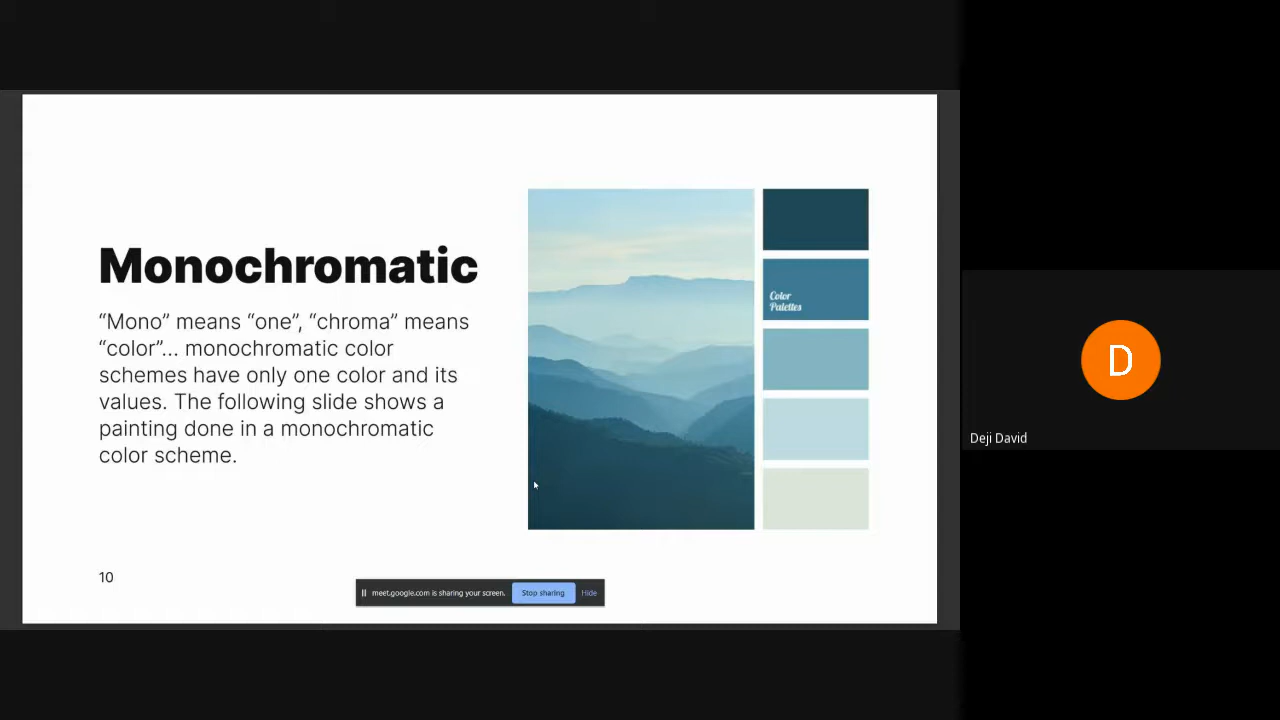 Monochromatic
“Mono” means “one”, “chroma” means
“color”... monochromatic color
schemes have only one color and its
values. The following slide shows a
painting done in a monochromatic
color scheme.
Color
Palettes
10
meet.google.com is sharing your screen.
Stop sharing
Hide
D
Deji David